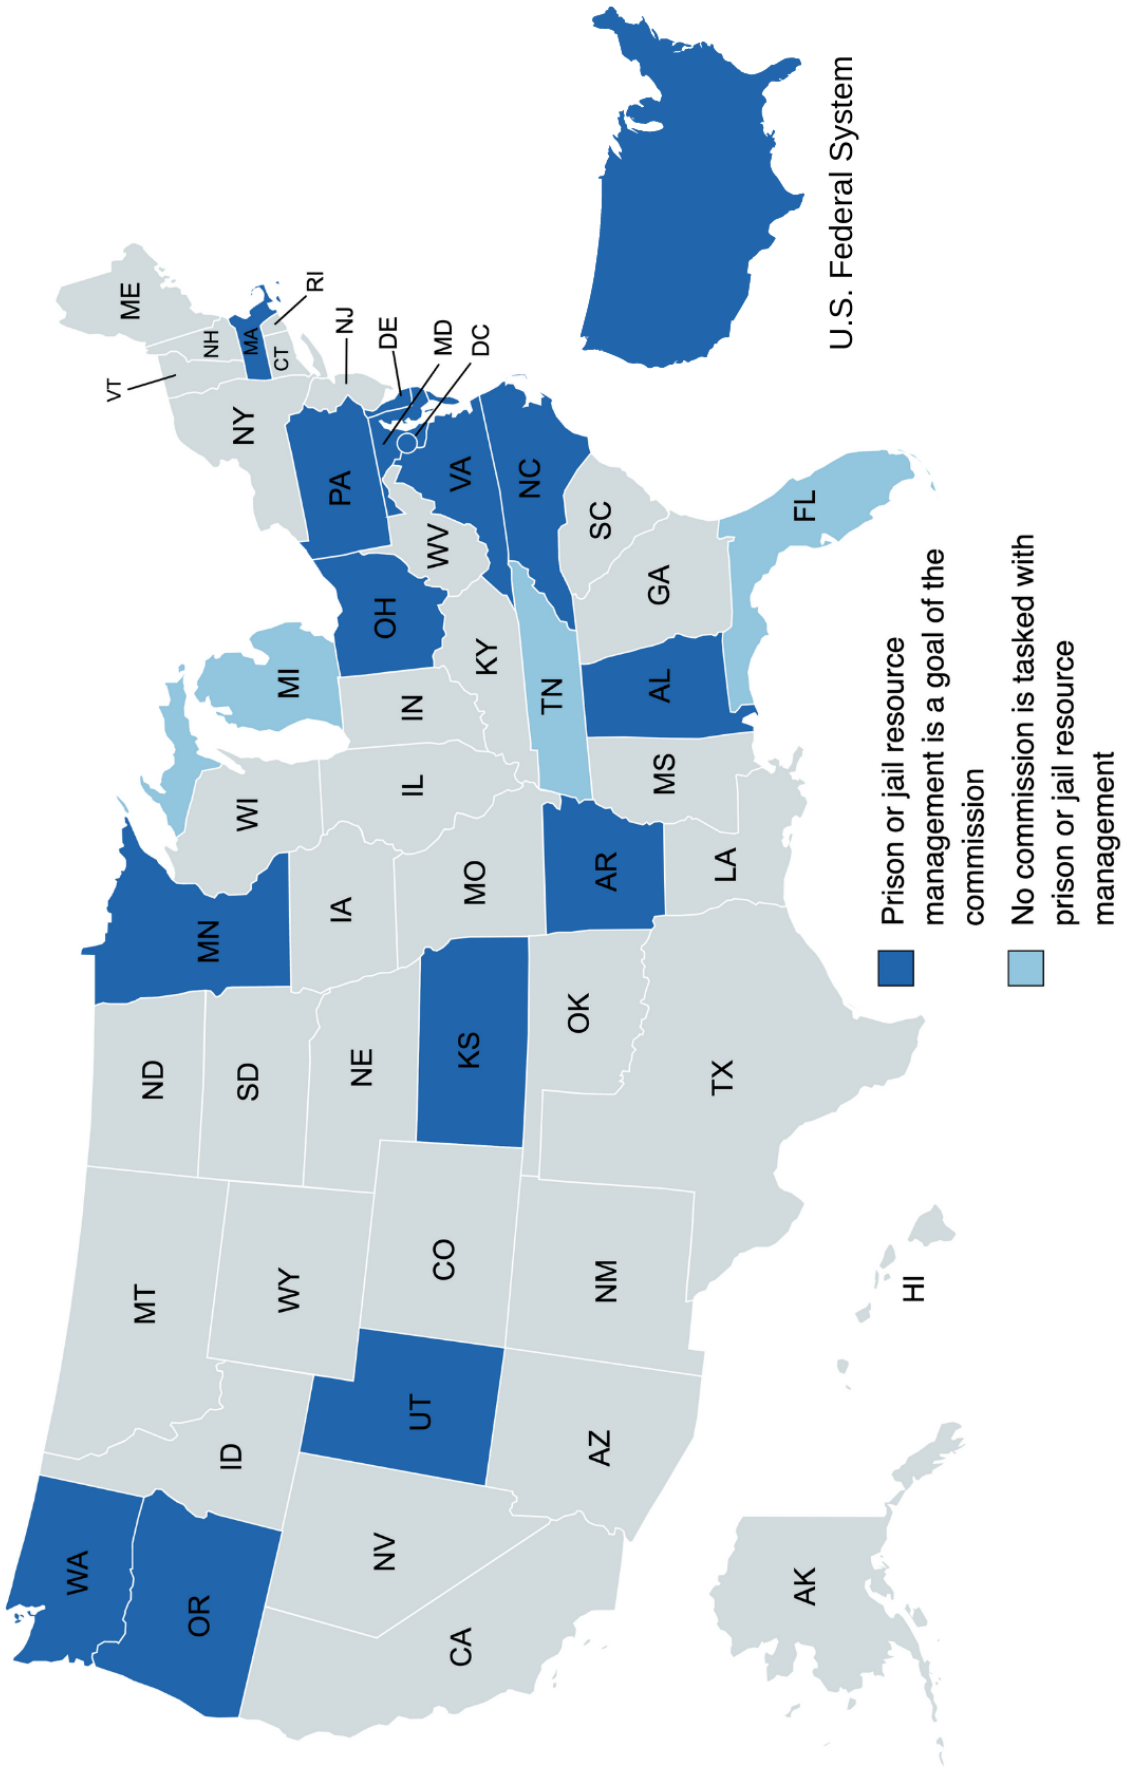 WA
OR
CA
NV
ID
MT
WY
UT
AZ
CO
NM
ND
SD
NE
KS
OK
TX
MN
IA
MO
AR
LA
WI
IL
MS
MI
IN
KY
TN
AL
OH
WV
GA
FL
SC
NC
VA
PA
NY
VT
NH
ME
MA
CT
RI
NJ
DE
MD
DC
AK
HI
U.S. Federal System
Prison or jail resource
management is a goal of the
commission
No commission is tasked with
prison or jail resource
management